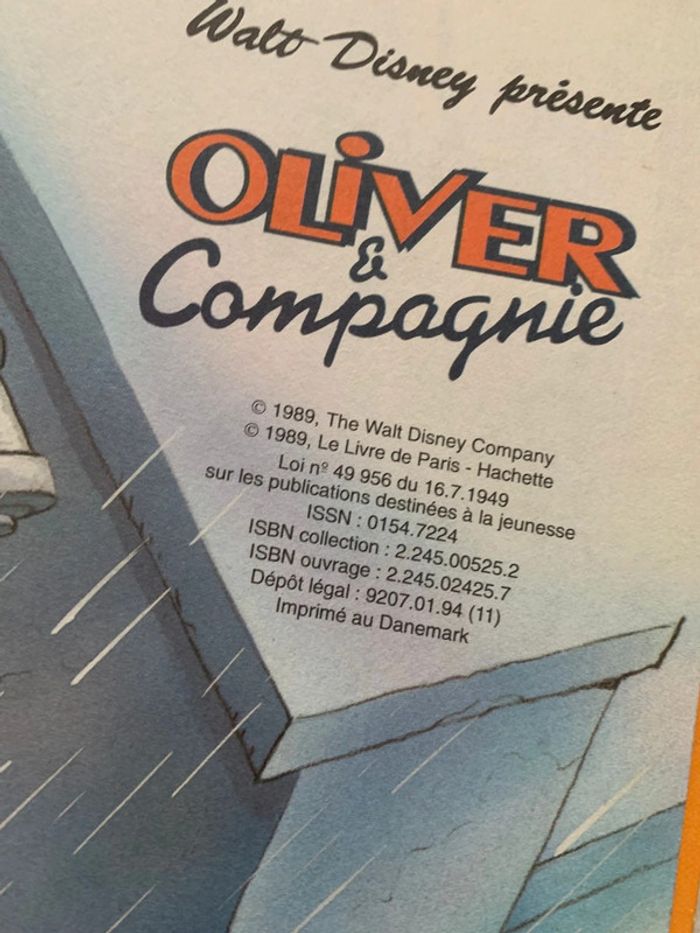 Walt Disney présente
OLiVER
&
Compagnie
© 1989, The Walt Disney Company
© 1989, Le Livre de Paris - Hachette
Loi nº 49 956 du 16.7.1949
sur les publications destinées à la jeunesse
ISSN : 0154.7224
ISBN collection : 2.245.00525.2
ISBN ouvrage : 2.245.02425.7
Dépôt légal : 9207.01.94 (11)
Imprimé au Danemark